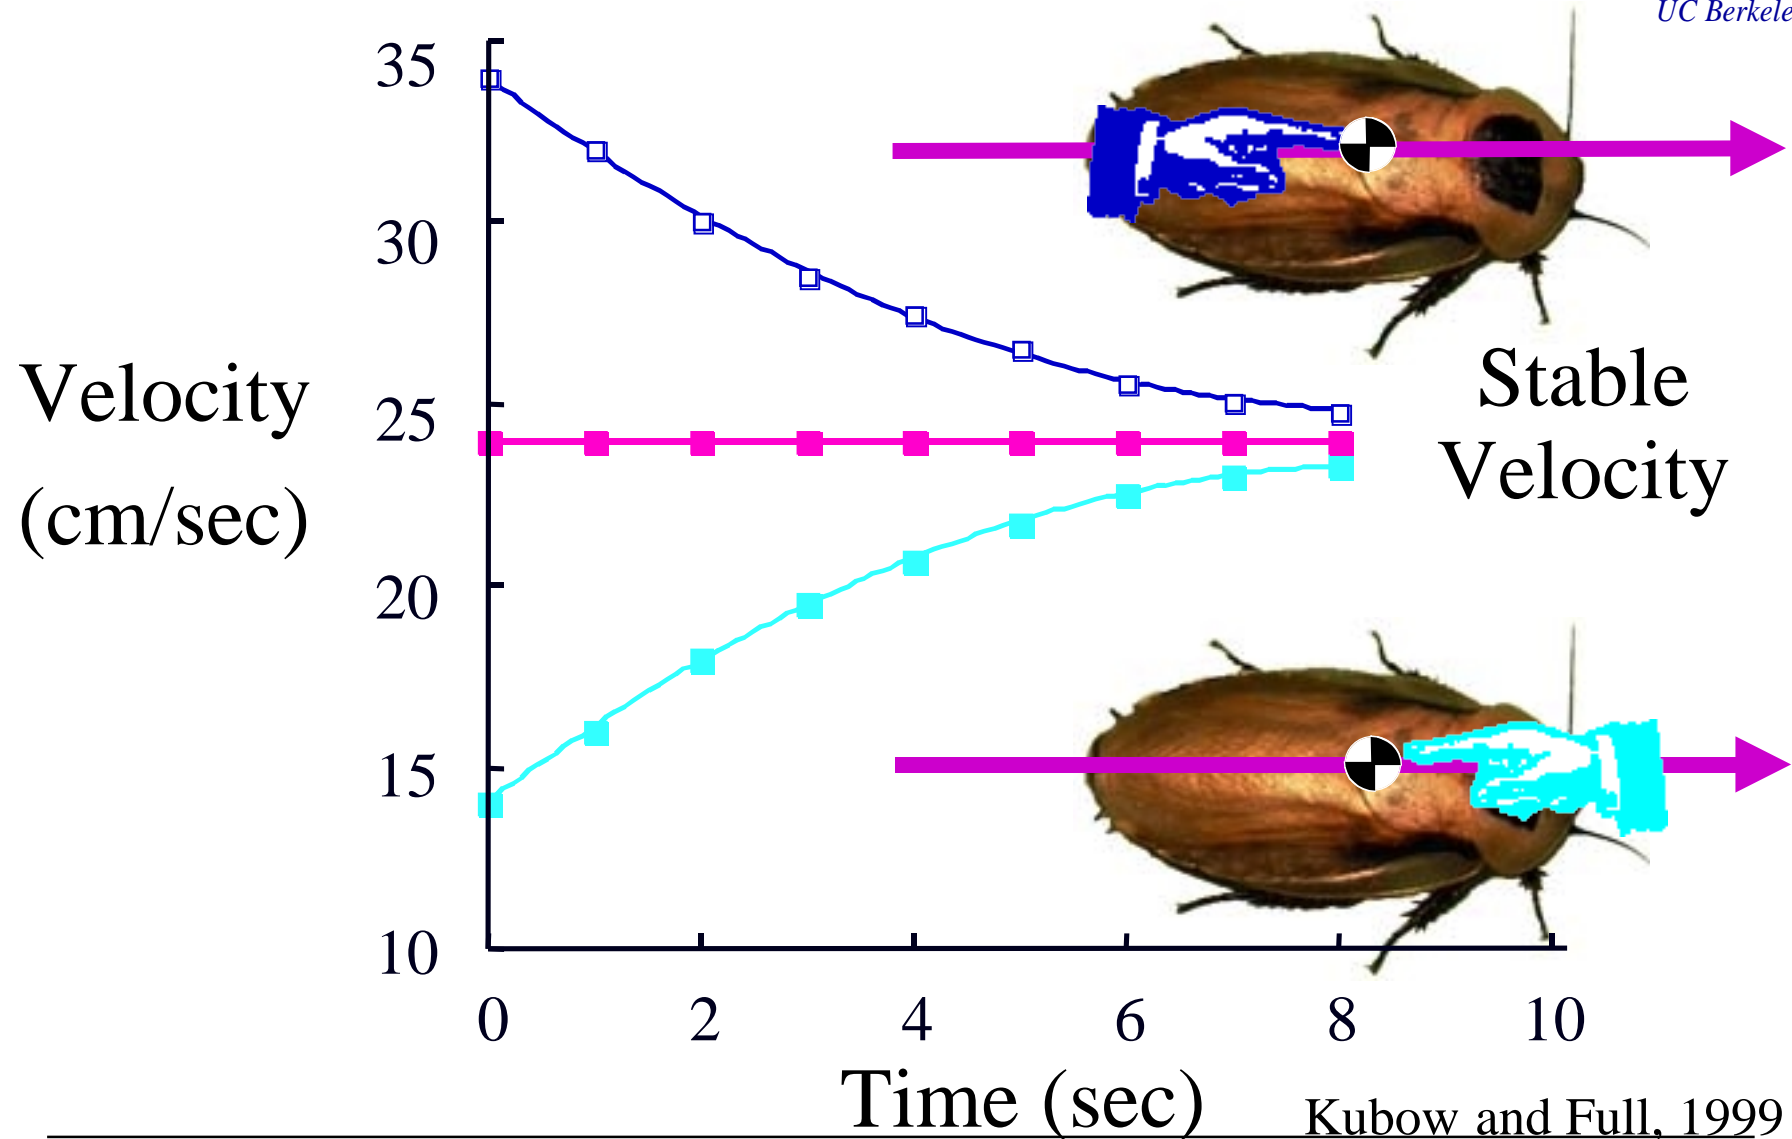 UC Berkele
35
30
25
20
15
10
Velocity
(cm/sec)
Stable
Velocity
0 2 4 6 8 10
Time (sec)
Kubow and Full, 1999